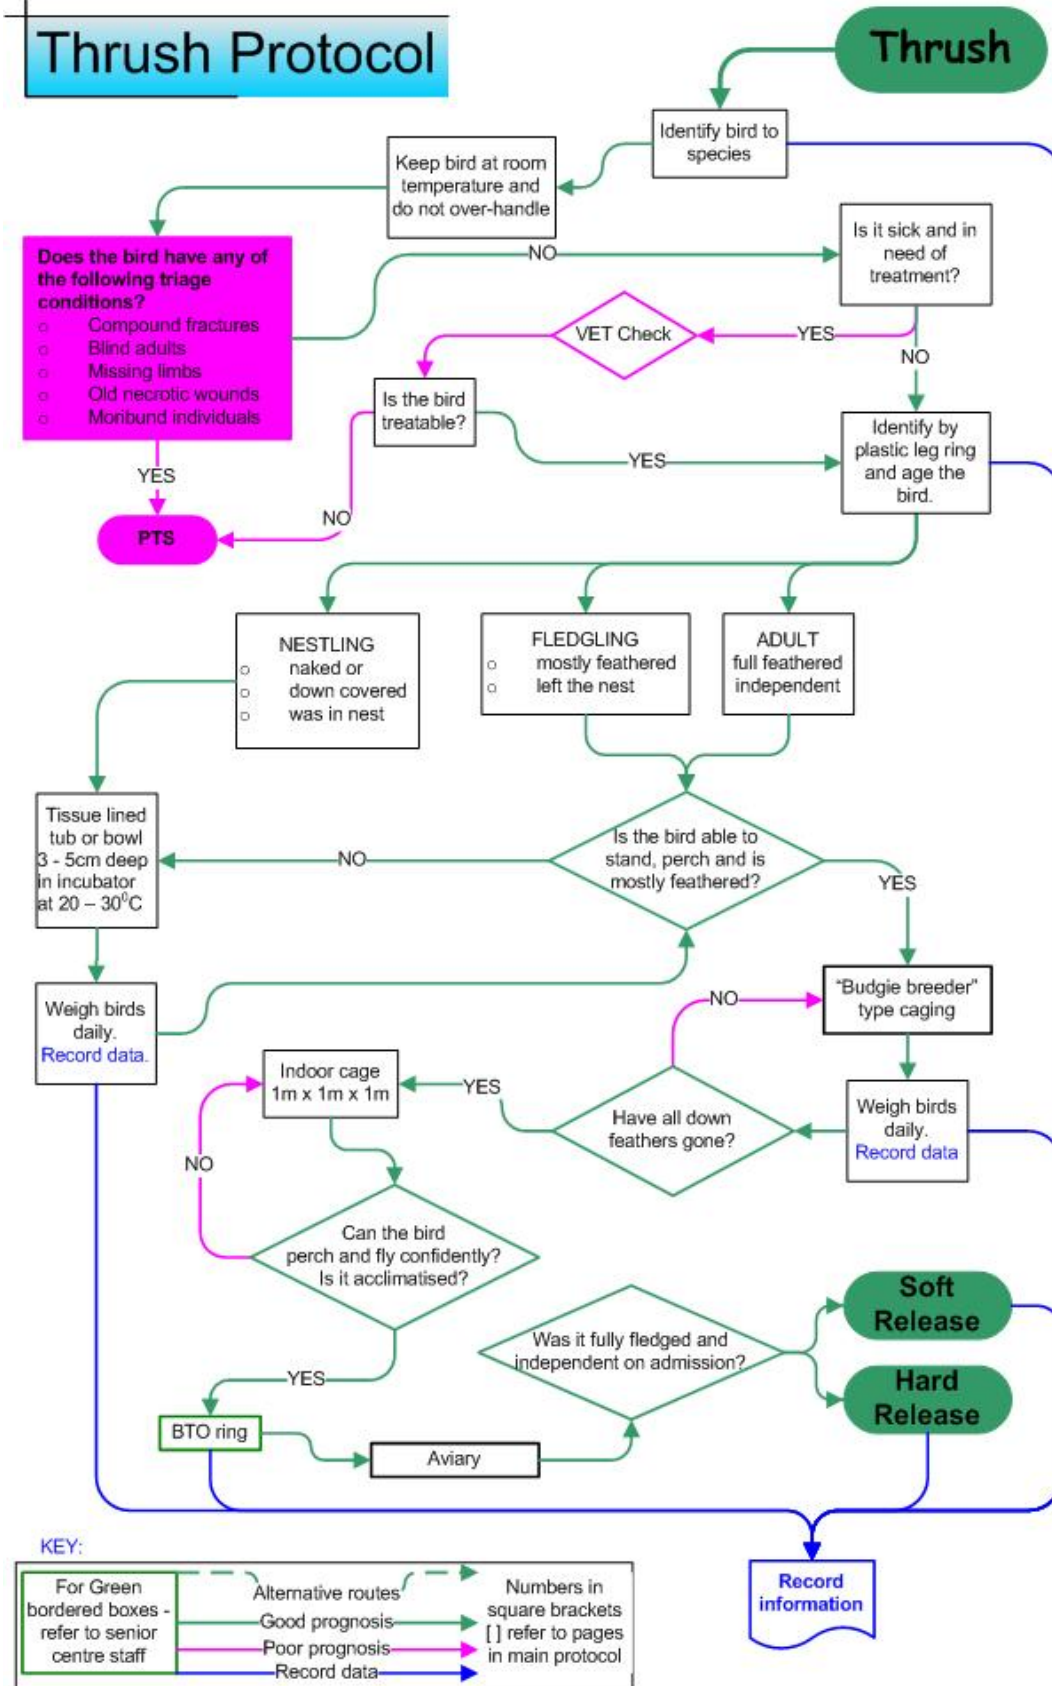 Thrush Protocol
Thrush
Identify bird to
species
Keep bird at room
temperature and
do not over-handle
Does the bird have any of
the following triage
conditions?
o Compound fractures
o Blind adults
o Missing limbs
o Old necrotic wounds
o Moribund individuals
NO
Is it sick and in
need of
treatment?
YES
VET Check
NO
Is the bird
treatable?
YES
Identify by
plastic leg ring
and age the
bird.
YES
NO
PTS
NESTLING
o naked or
o down covered
o was in nest
FLEDGLING
o mostly feathered
o left the nest
ADULT
full feathered
independent
Tissue lined
tub or bowl
3 - 5cm deep
in incubator
at 20 – 30⁰C
NO
Is the bird able to
stand, perch and is
mostly feathered?
YES
Weigh birds
daily.
Record data.
NO
“Budgie breeder”
type caging
Indoor cage
1m x 1m x 1m
YES
Have all down
feathers gone?
Weigh birds
daily.
Record data
NO
Can the bird
perch and fly confidently?
Is it acclimatised?
YES
BTO ring
Aviary
Was it fully fledged and
independent on admission?
Soft
Release
Hard
Release
Record
information
KEY:
For Green
bordered boxes -
refer to senior
centre staff
Alternative routes
Good prognosis
Poor prognosis
Record data
Numbers in
square brackets
[ ] refer to pages
in main protocol